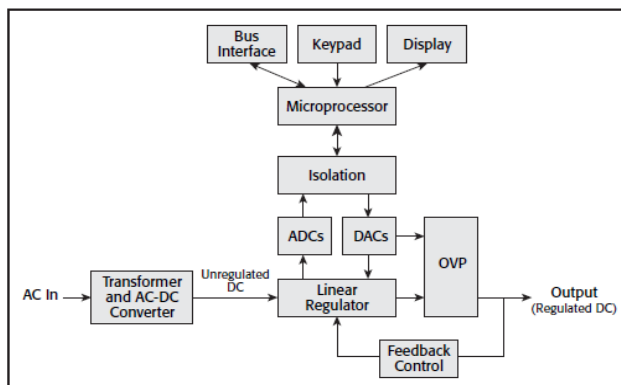 Bus
Interface
Keypad
Display
Microprocessor
Isolation
ADCs
DACs
OVP
AC In
Transformer
and AC-DC
Converter
Unregulated
DC
Linear
Regulator
Output
(Regulated DC)
Feedback
Control